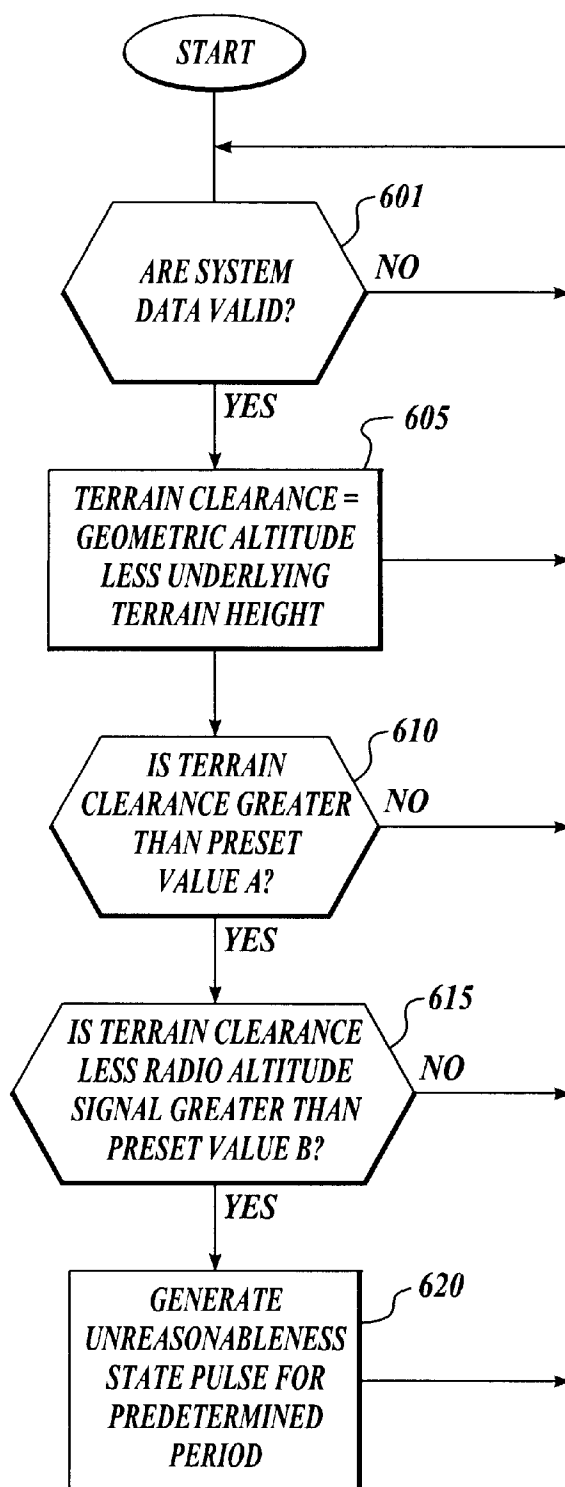 START
601
ARE SYSTEM
DATA VALID?
NO
YES
605
TERRAIN CLEARANCE =
GEOMETRIC ALTITUDE
LESS UNDERLYING
TERRAIN HEIGHT
610
IS TERRAIN
CLEARANCE GREATER
THAN PRESET
VALUE A?
NO
YES
615
IS TERRAIN CLEARANCE
LESS RADIO ALTITUDE
SIGNAL GREATER THAN
PRESET VALUE B?
NO
YES
620
GENERATE
UNREASONABLENESS
STATE PULSE FOR
PREDETERMINED
PERIOD